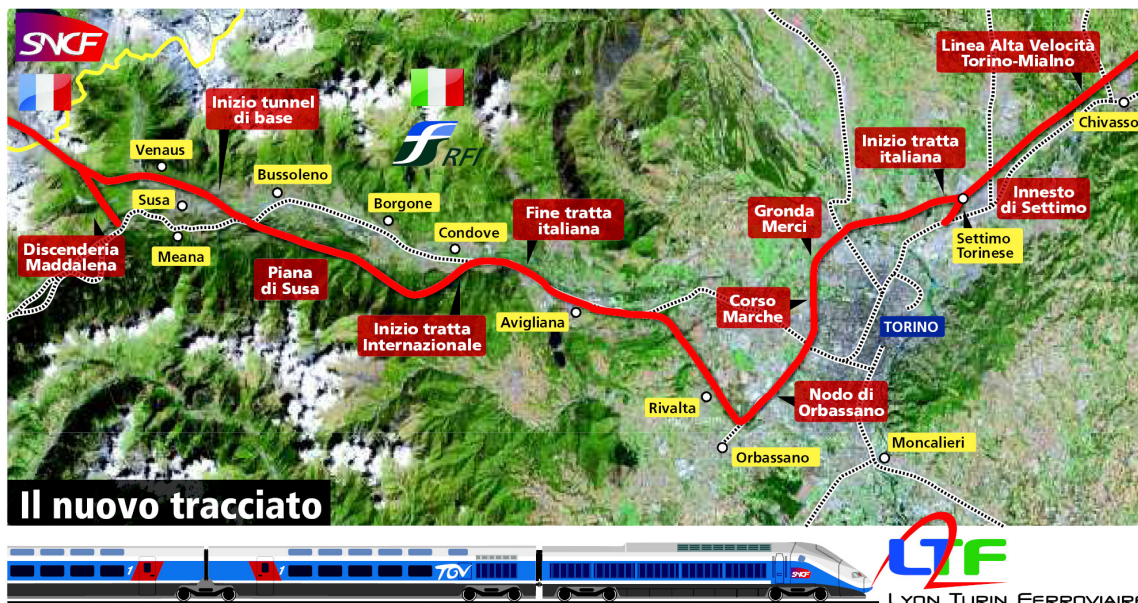 SNCF
Linea Alta Velocità
Torino-Mialno
Inizio tunnel
di base
Chivasso
RFI
Inizio tratta
italiana
Venaus
Bussoleno
Susa
Borgone
Fine tratta
italiana
Gronda
Merci
Innesto
di Settimo
Discenderia
Maddalena
Meana
Condove
Settimo
Torinese
Piana
di Susa
Corso
Marche
Inizio tratta
Internazionale
Avigliana
TORINO
Rivalta
Nodo di
Orbassano
Orbassano
Moncalieri
Il nuovo tracciato
1
1
TGV
SNCF
LTF
LYON TURIN FERROVIAIRE